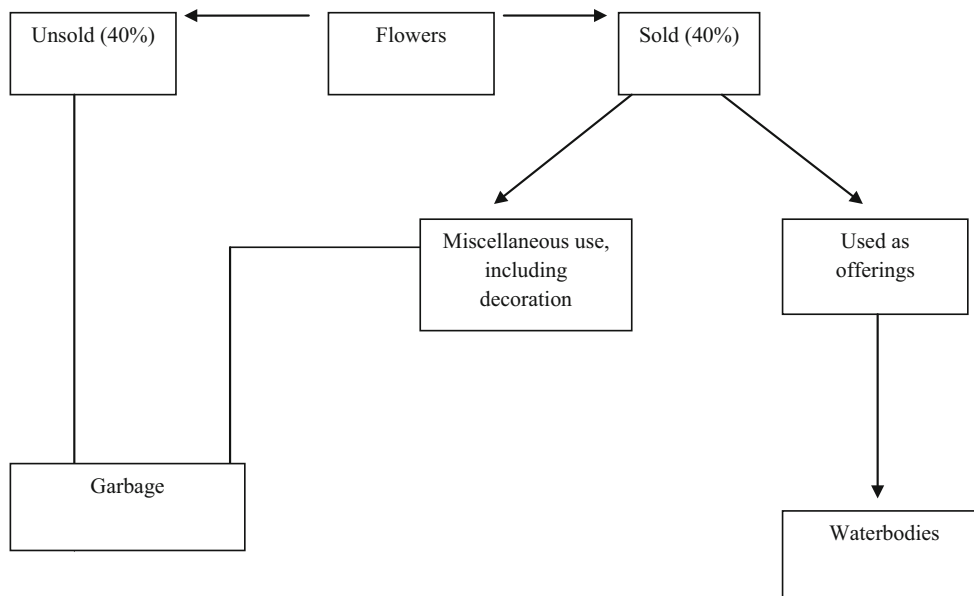 Unsold (40%)
Flowers
Sold (40%)
Miscellaneous use,
including
decoration
Used as
offerings
Garbage
Waterbodies